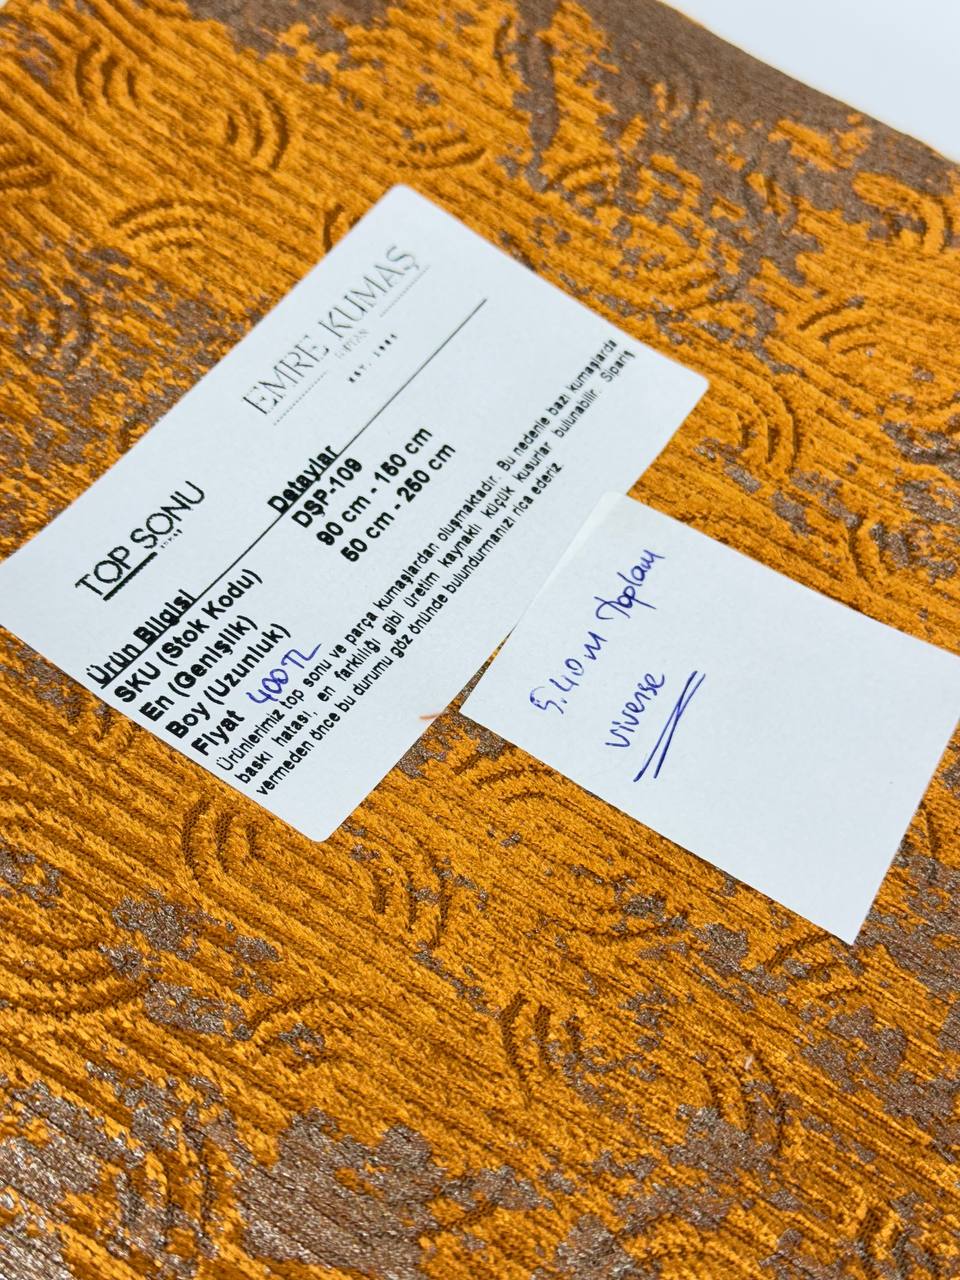 EMRE KUMAŞ
EST. 1984
TOP SONU
Ürün Bilgisi Detaylar
SKU (Stok Kodu) DŞP-109
En (Genişlik) 90 cm - 150 cm
Boy (Uzunluk) 50 cm - 250 cm
Fiyat 400TL
Ürünlerimiz top sonu ve parça kumaşlardan oluşmaktadır. Bu nedenle bazı kumaşlarda
baskı hatası, en farklılığı gibi üretim kaynaklı küçük kusurlar bulunabilir. Sipariş
vermeden önce bu durumu göz önünde bulundurmanızı rica ederiz.
5.40 m Toplam
viverse